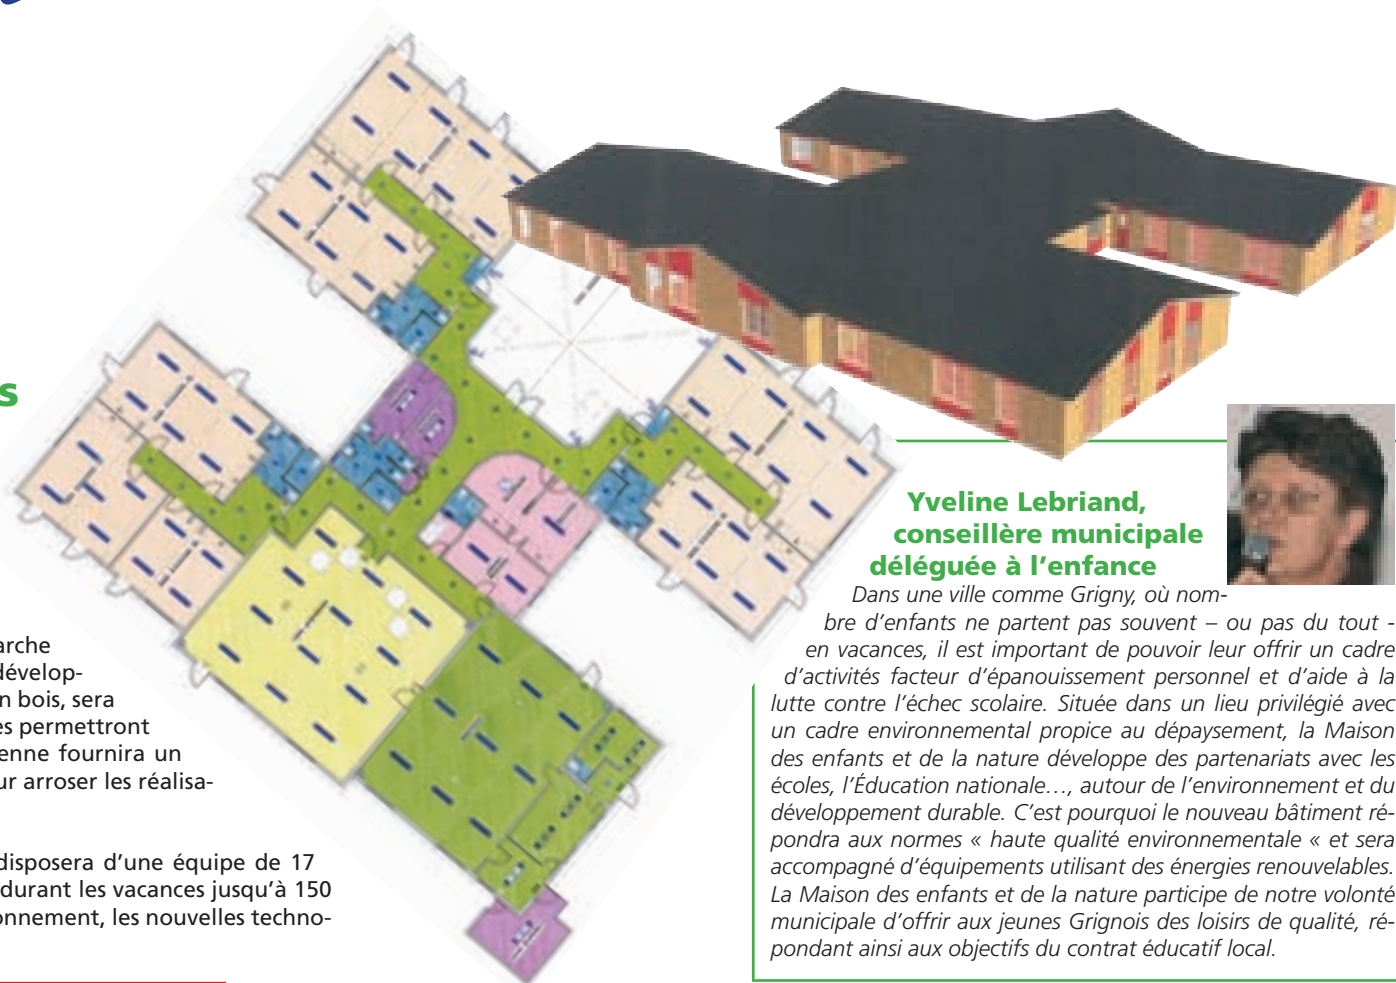 s
arche
dévelop-
n bois, sera
es permettront
enne fournira un
ur arroser les réalisa-
disposera d'une équipe de 17
durant les vacances jusqu'à 150
onnement, les nouvelles techno-
Yveline Lebriand,
conseillère municipale
déléguée à l'enfance
Dans une ville comme Grigny, où nom-
bre d'enfants ne partent pas souvent – ou pas du tout -
en vacances, il est important de pouvoir leur offrir un cadre
d'activités facteur d'épanouissement personnel et d'aide à la
lutte contre l'échec scolaire. Située dans un lieu privilégié avec
un cadre environnemental propice au dépaysement, la Maison
des enfants et de la nature développe des partenariats avec les
écoles, l'Éducation nationale…, autour de l'environnement et du
développement durable. C'est pourquoi le nouveau bâtiment ré-
pondra aux normes « haute qualité environnementale « et sera
accompagné d'équipements utilisant des énergies renouvelables.
La Maison des enfants et de la nature participe de notre volonté
municipale d'offrir aux jeunes Grignois des loisirs de qualité, ré-
pondant ainsi aux objectifs du contrat éducatif local.